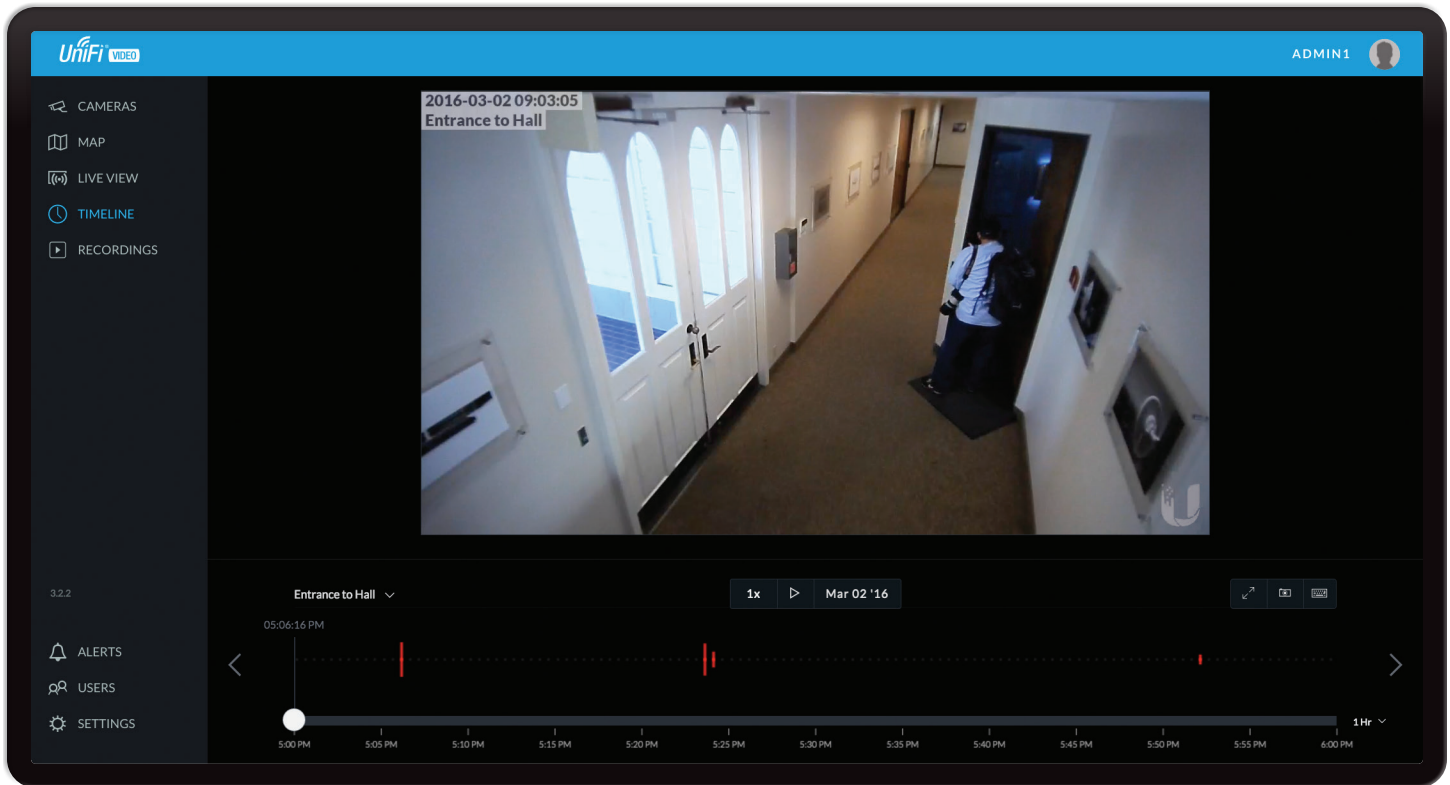 UniFi VIDEO
ADMIN1
CAMERAS
MAP
LIVE VIEW
TIMELINE
RECORDINGS
2016-03-02 09:03:05
Entrance to Hall
3.2.2
ALERTS
USERS
SETTINGS
Entrance to Hall
1x
Mar 02 '16
05:06:16 PM
1 Hr
5:00 PM 5:05 PM 5:10 PM 5:15 PM 5:20 PM 5:25 PM 5:30 PM 5:35 PM 5:40 PM 5:45 PM 5:50 PM 5:55 PM 6:00 PM